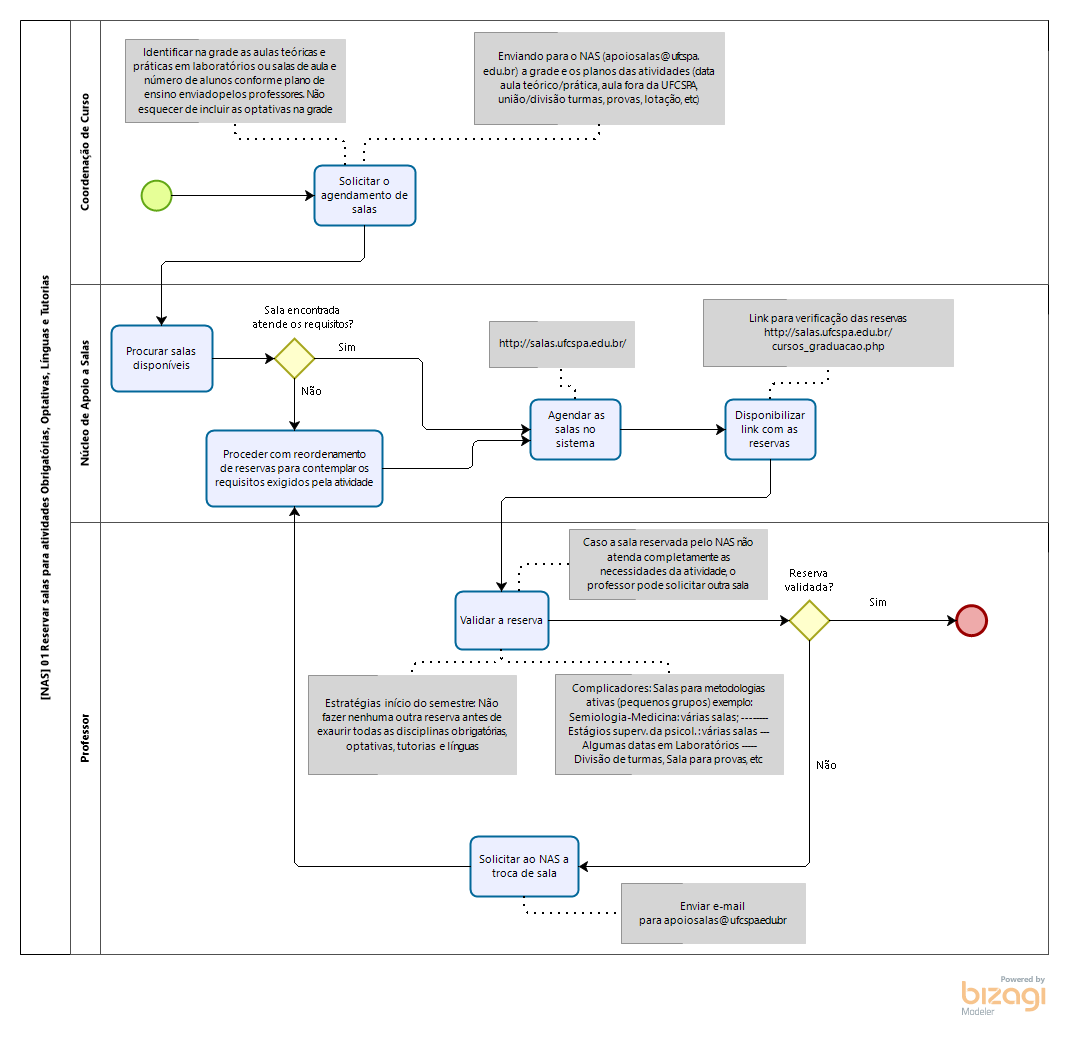 [NAS] 01 Reservar salas para atividades Obrigatórias, Optativas, Línguas e Tutorias
Coordenação de Curso
Identificar na grade as aulas teóricas e
práticas em laboratórios ou salas de aula e
número de alunos conforme plano de
ensino enviado pelos professores. Não
esquecer de incluir as optativas na grade
Enviando para o NAS (apoiosalas@ufcspa.
edu.br) a grade e os planos das atividades (data
aula teórico/prática, aula fora da UFCSPA,
união/divisão turmas, provas, lotação, etc)
Solicitar o
agendamento de
salas
Núcleo de Apoio a Salas
Procurar salas
disponíveis
Sala encontrada
atende os requisitos?
Sim
Não
Proceder com reordenamento
de reservas para contemplar os
requisitos exigidos pela atividade
http://salas.ufcspa.edu.br/
Agendar as
salas no
sistema
Link para verificação das reservas
http://salas.ufcspa.edu.br/
cursos_graduacao.php
Disponibilizar
link com as
reservas
Professor
Caso a sala reservada pelo NAS não
atenda completamente as
necessidades da atividade, o
professor pode solicitar outra sala
Validar a reserva
Reserva
validada?
Sim
Não
Estratégias início do semestre: Não
fazer nenhuma outra reserva antes de
exaurir todas as disciplinas obrigatórias,
optativas, tutorias e línguas
Complicadores: Salas para metodologias
ativas (pequenos grupos) exemplo:
Semiologia-Medicina: várias salas; --------
Estágios superv. da psicol.: várias salas ---
Algumas datas em Laboratórios -----
Divisão de turmas, Sala para provas, etc
Solicitar ao NAS a
troca de sala
Enviar e-mail
para apoiosalas@ufcspa.edu.br
Powered by
bizagi
Modeler